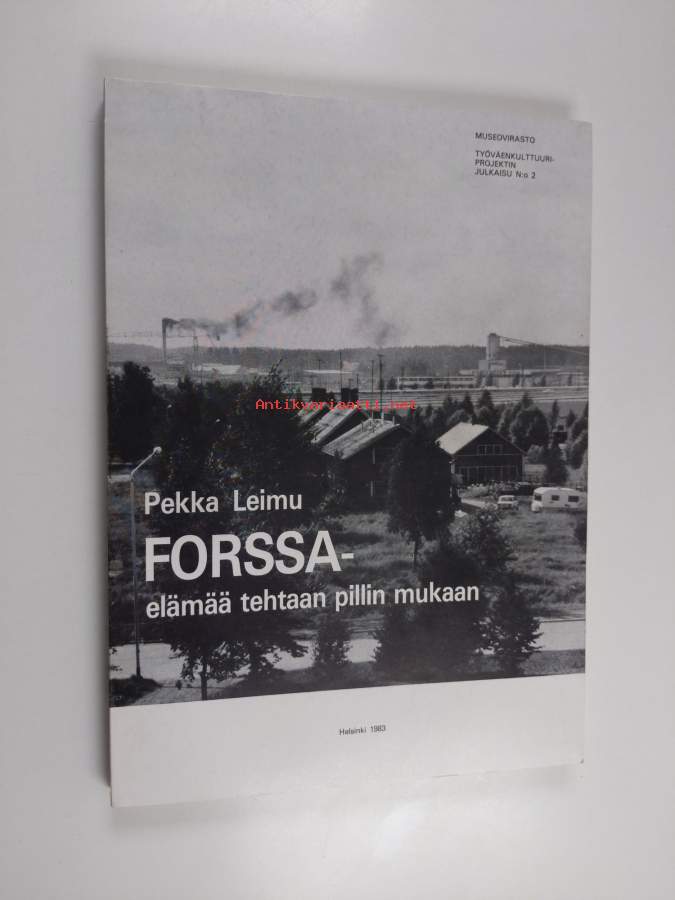 MUSEOVIRASTO
TYÖVÄENKULTTUURI-
PROJEKTIN
JULKAISU N:o 2
Antikvariaatti.net
Pekka Leimu
FORSSA-
elämää tehtaan pillin mukaan
Helsinki 1983